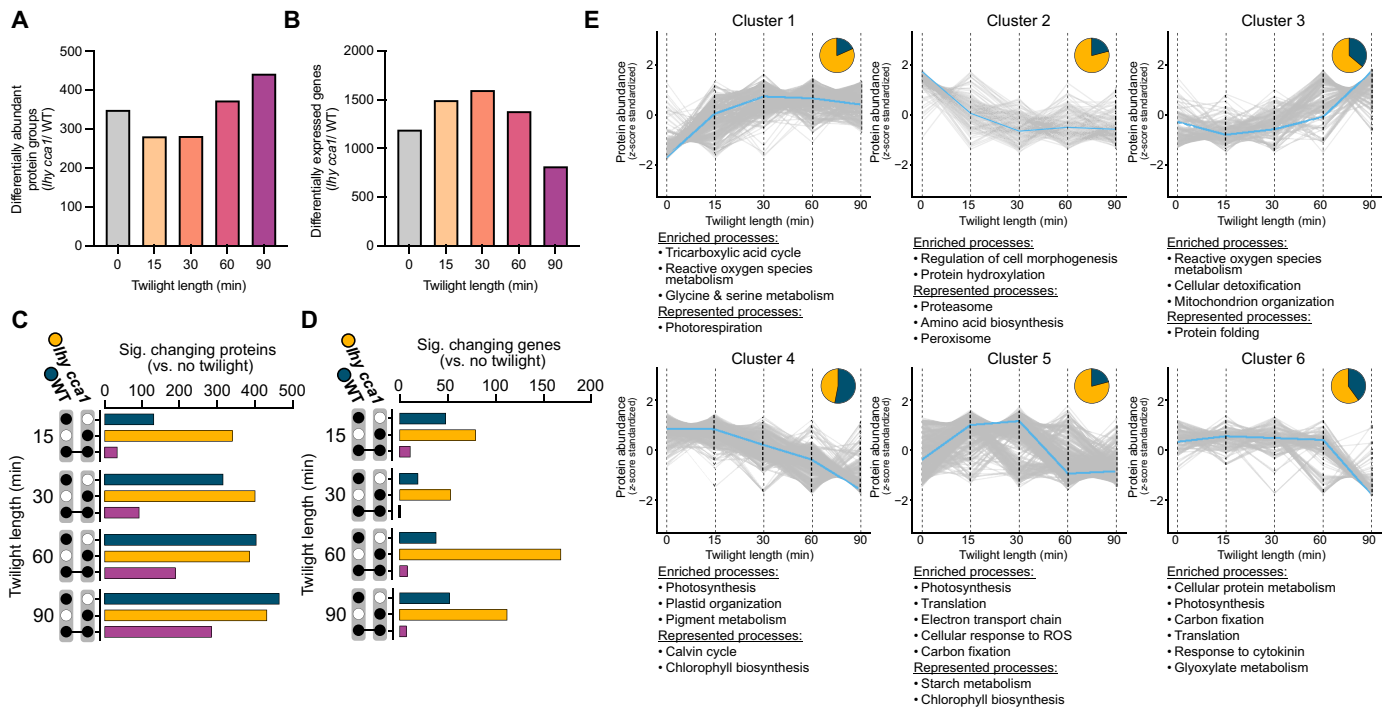 A
Differentially abundant
protein groups
(lhy cca1/ WT)
500
400
300
200
100
0
0 15 30 60 90
Twilight length (min)
B
Differentially expressed genes
(lhy cca1/ WT)
2000
1500
1000
500
0
0 15 30 60 90
Twilight length (min)
C
lhy cca1
WT
Sig. changing proteins
(vs. no twilight)
0 100 200 300 400 500
Twilight length (min)
15
30
60
90
D
lhy cca1
WT
Sig. changing genes
(vs. no twilight)
0 50 100 150 200
Twilight length (min)
15
30
60
90
E
Cluster 1
Protein abundance
(z-score standardized)
2
0
−2
0 15 30 60 90
Twilight length (min)
Enriched processes:
• Tricarboxylic acid cycle
• Reactive oxygen species
metabolism
• Glycine & serine metabolism
Represented processes:
• Photorespiration
Cluster 2
Protein abundance
(z-score standardized)
2
0
−2
0 15 30 60 90
Twilight length (min)
Enriched processes:
• Regulation of cell morphogenesis
• Protein hydroxylation
Represented processes:
• Proteasome
• Amino acid biosynthesis
• Peroxisome
Cluster 3
Protein abundance
(z-score standardized)
2
0
−2
0 15 30 60 90
Twilight length (min)
Enriched processes:
• Reactive oxygen species
metabolism
• Cellular detoxification
• Mitochondrion organization
Represented processes:
• Protein folding
Cluster 4
Protein abundance
(z-score standardized)
2
0
−2
0 15 30 60 90
Twilight length (min)
Enriched processes:
• Photosynthesis
• Plastid organization
• Pigment metabolism
Represented processes:
• Calvin cycle
• Chlorophyll biosynthesis
Cluster 5
Protein abundance
(z-score standardized)
2
0
−2
0 15 30 60 90
Twilight length (min)
Enriched processes:
• Photosynthesis
• Translation
• Electron transport chain
• Cellular response to ROS
• Carbon fixation
Represented processes:
• Starch metabolism
• Chlorophyll biosynthesis
Cluster 6
Protein abundance
(z-score standardized)
2
0
−2
0 15 30 60 90
Twilight length (min)
Enriched processes:
• Cellular protein metabolism
• Photosynthesis
• Carbon fixation
• Translation
• Response to cytokinin
• Glyoxylate metabolism